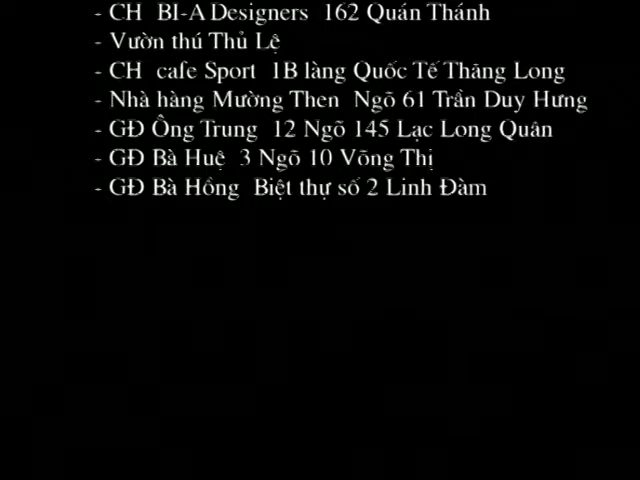 - CH BI-A Designers 162 Quán Thánh
- Vườn thú Thủ Lệ
- CH cafe Sport 1B làng Quốc Tế Thăng Long
- Nhà hàng Mường Then Ngõ 61 Trần Duy Hưng
- GĐ Ông Trung 12 Ngõ 145 Lạc Long Quân
- GĐ Bà Huệ 3 Ngõ 10 Võng Thị
- GĐ Bà Hồng Biệt thự số 2 Linh Đàm